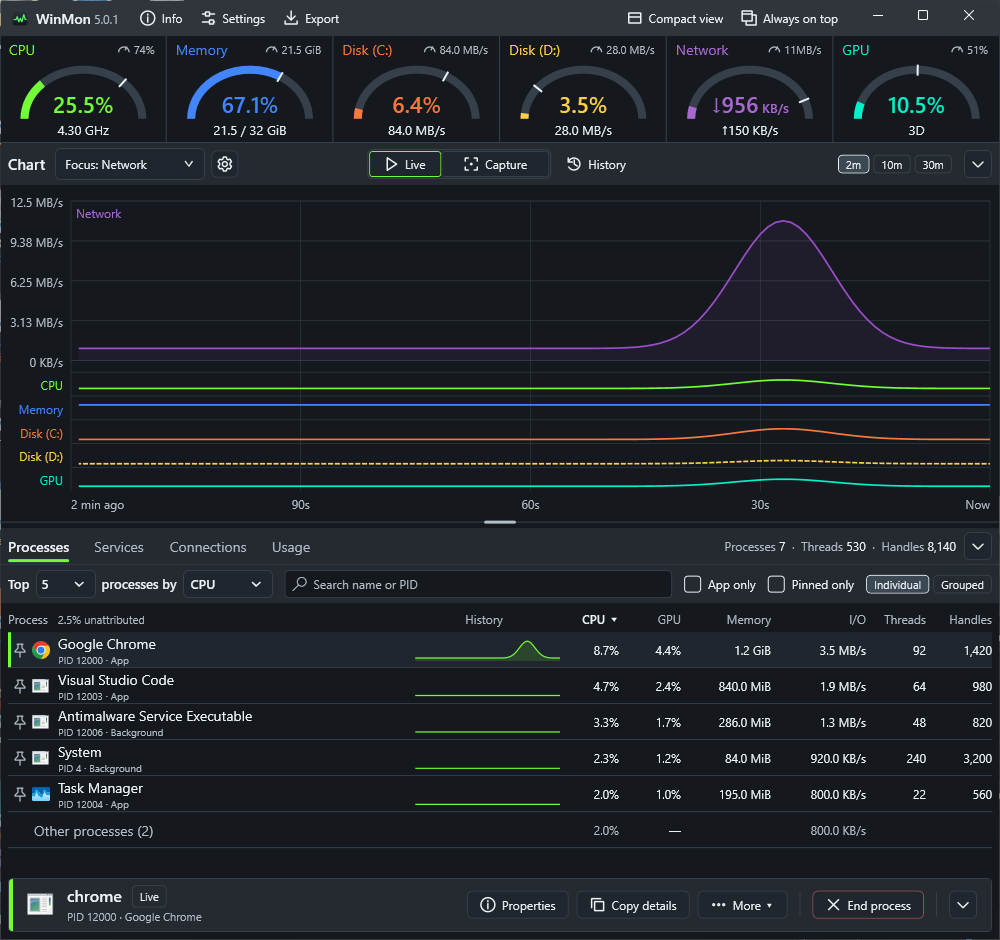 WinMon 5.0.1 Info Settings Export Compact view Always on top
CPU 74% Memory 21.5 GiB Disk (C:) 84.0 MB/s Disk (D:) 28.0 MB/s Network 11MB/s GPU 51%
25.5% 67.1% 6.4% 3.5% ↓956 KB/s 10.5%
4.30 GHz 21.5 / 32 GiB 84.0 MB/s 28.0 MB/s ↑150 KB/s 3D
Chart Focus: Network Live Capture History 2m 10m 30m
12.5 MB/s
Network
9.38 MB/s
6.25 MB/s
3.13 MB/s
0 KB/s
CPU
Memory
Disk (C:)
Disk (D:)
GPU
2 min ago 90s 60s 30s Now
Processes Services Connections Usage Processes 7 · Threads 530 · Handles 8,140
Top 5 processes by CPU Search name or PID App only Pinned only Individual Grouped
Process 2.5% unattributed History CPU ▼ GPU Memory I/O Threads Handles
Google Chrome
PID 12000 · App
8.7% 4.4% 1.2 GiB 3.5 MB/s 92 1,420
Visual Studio Code
PID 12003 · App
4.7% 2.4% 840.0 MiB 1.9 MB/s 64 980
Antimalware Service Executable
PID 12006 · Background
3.3% 1.7% 286.0 MiB 1.3 MB/s 48 820
System
PID 4 · Background
2.3% 1.2% 84.0 MiB 920.0 KB/s 240 3,200
Task Manager
PID 12004 · App
2.0% 1.0% 195.0 MiB 800.0 KB/s 22 560
Other processes (2) 2.0% — 800.0 KB/s
chrome Live
PID 12000 · Google Chrome
Properties Copy details ••• More ▾ End process